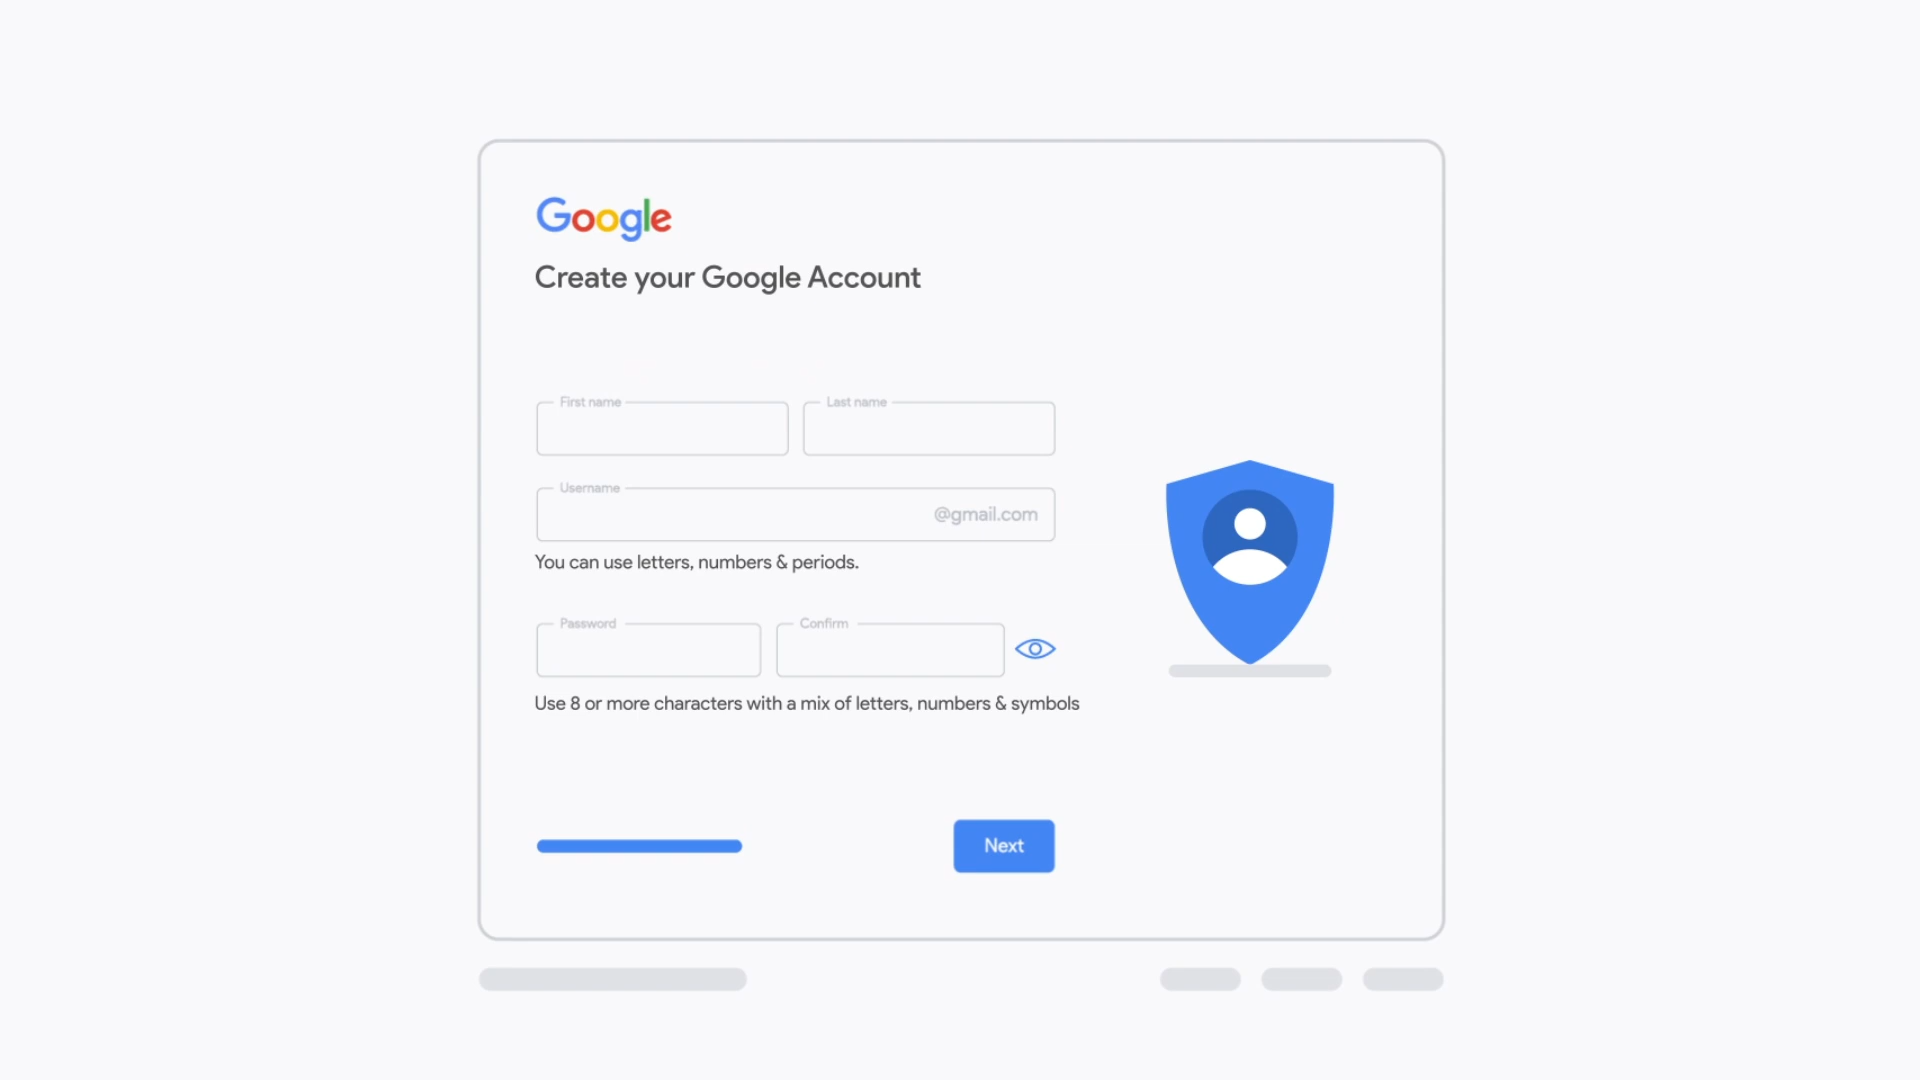 Google
Create your Google Account
First name
Last name
Username
@gmail.com
You can use letters, numbers & periods.
Password
Confirm
Use 8 or more characters with a mix of letters, numbers & symbols
Next